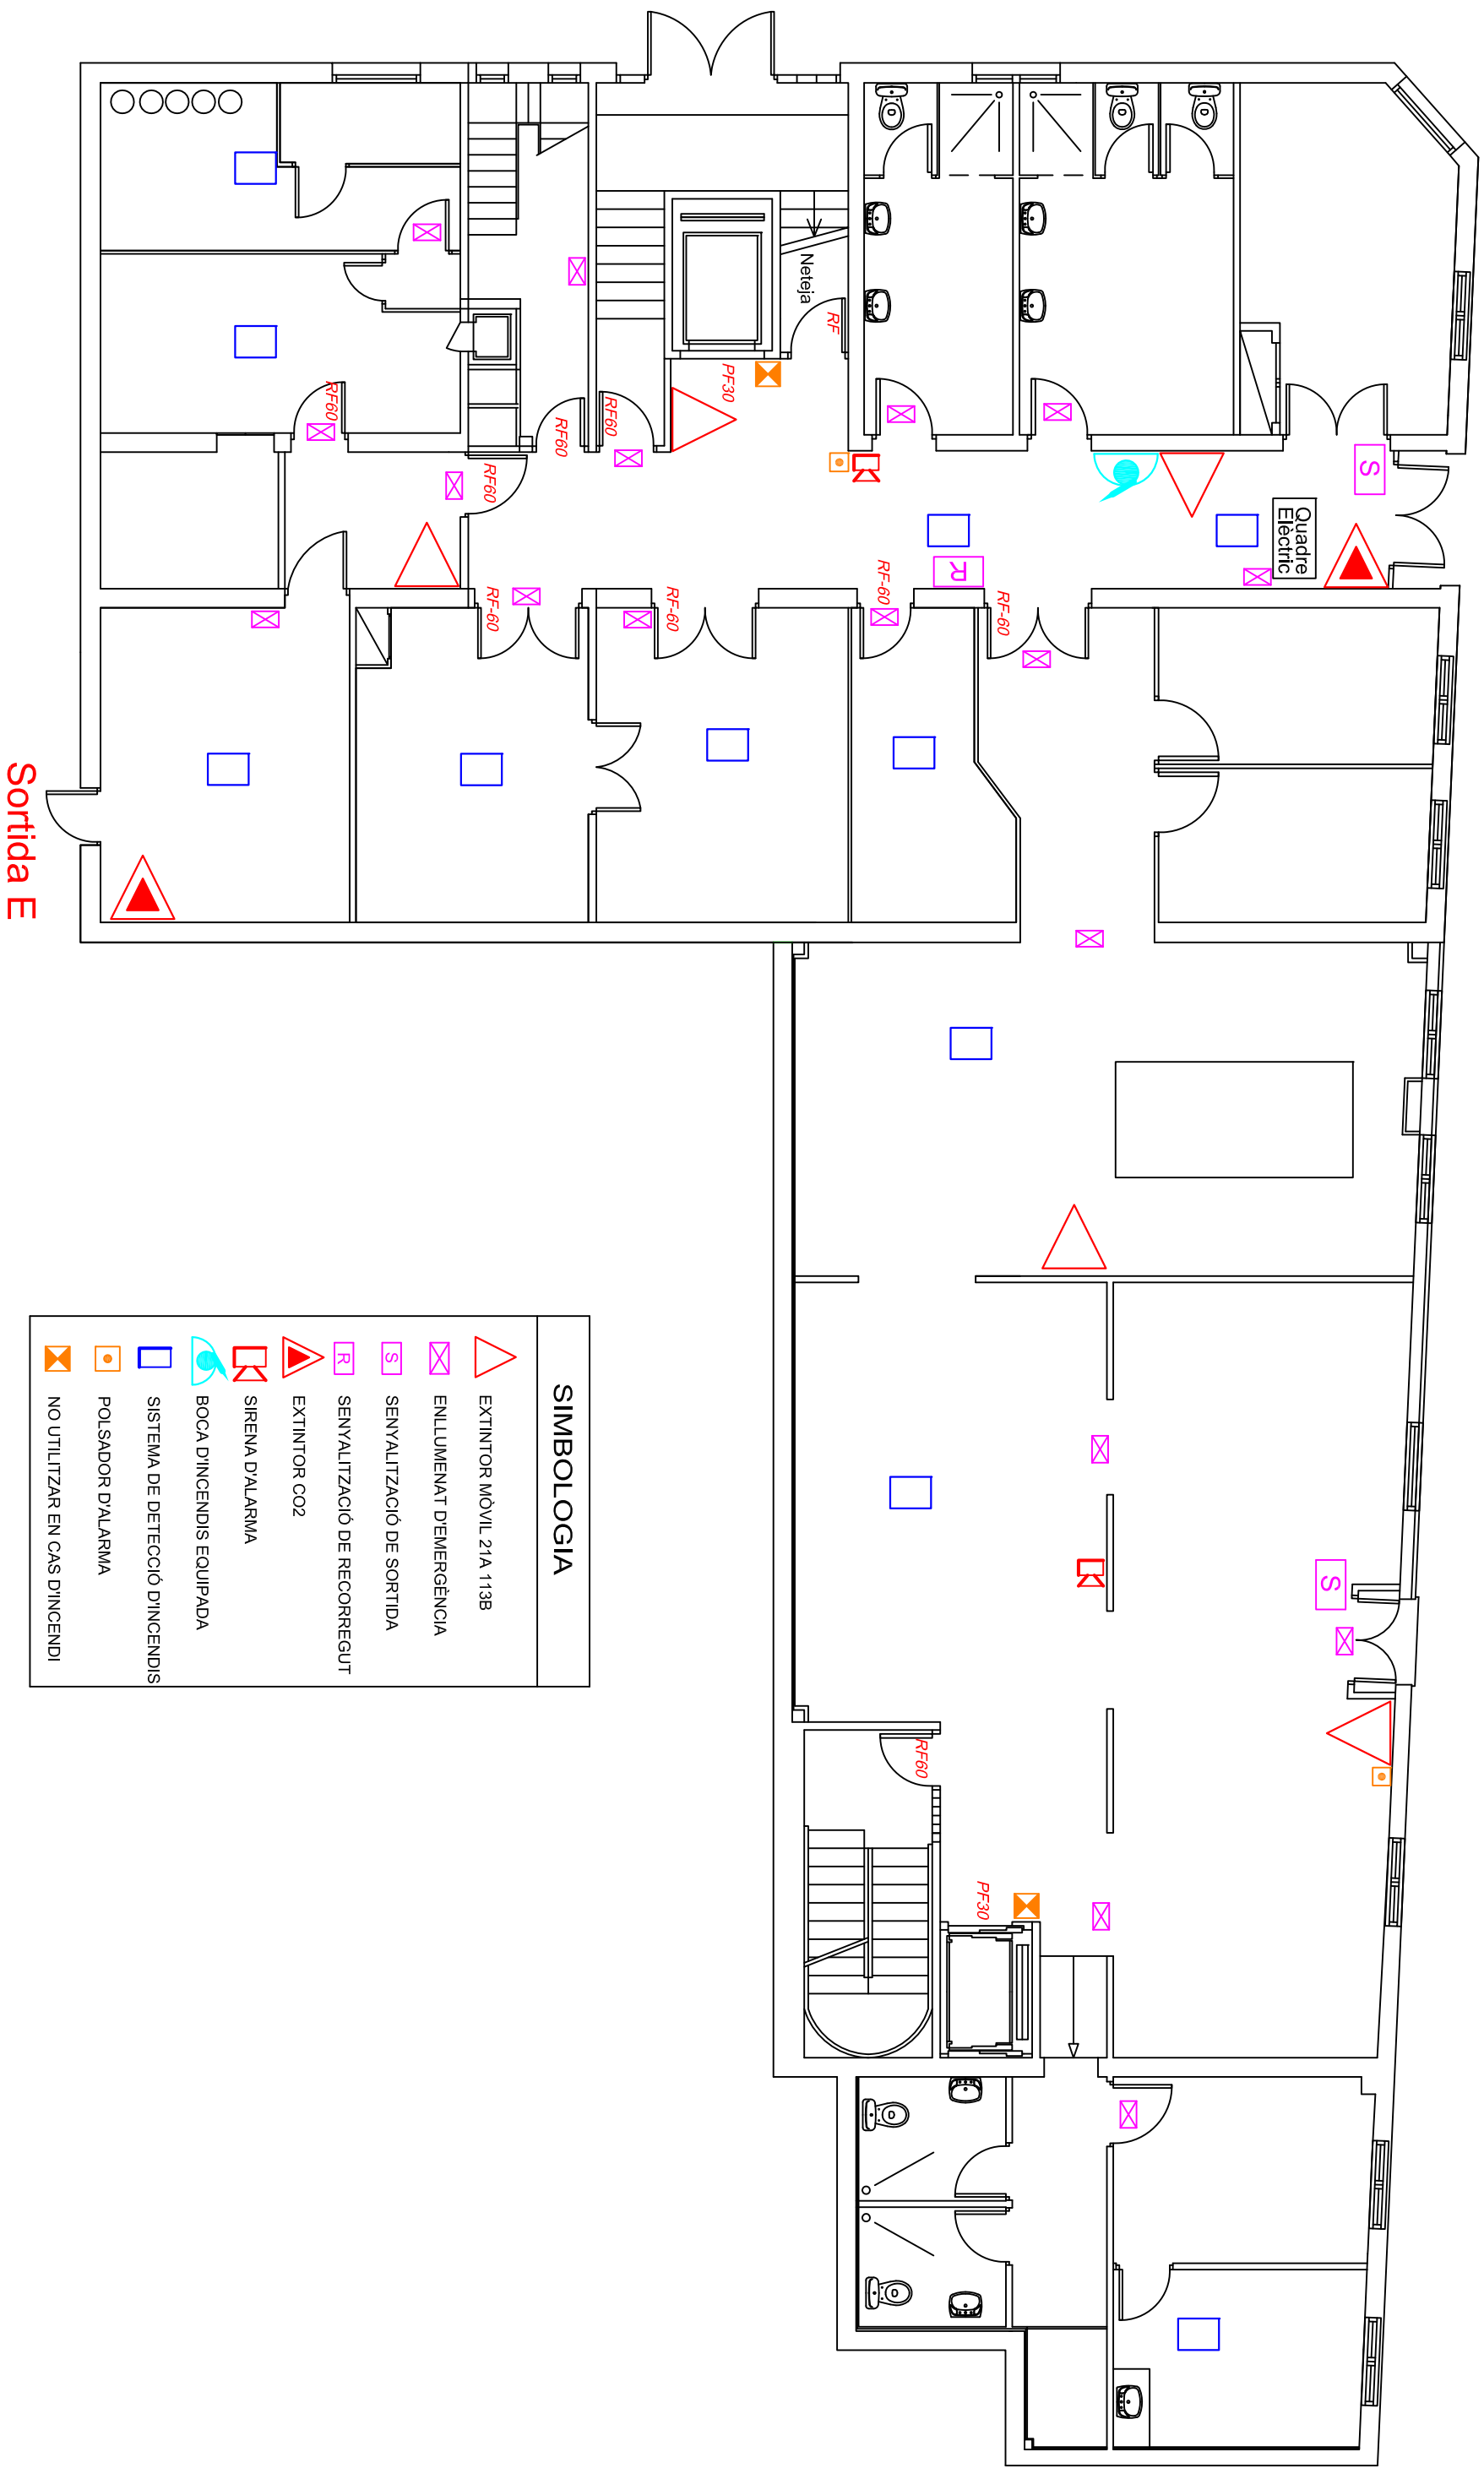 Neteja
RF
PF30
RF60
RF60
RF60
RF60
S
Quadre
Elèctric
R
RF-60
RF-60
RF-60
RF-60
Sortida E
S
RF60
PF30
SIMBOLOGIA
EXTINTOR MÒVIL 21A 113B
ENLLUMENAT D'EMERGÈNCIA
S SENYALITZACIÓ DE SORTIDA
R SENYALITZACIÓ DE RECORREGUT
EXTINTOR CO2
SIRENA D'ALARMA
BOCA D'INCENDIS EQUIPADA
SISTEMA DE DETECCIÓ D'INCENDIS
POLSADOR D'ALARMA
NO UTILITZAR EN CAS D'INCENDI